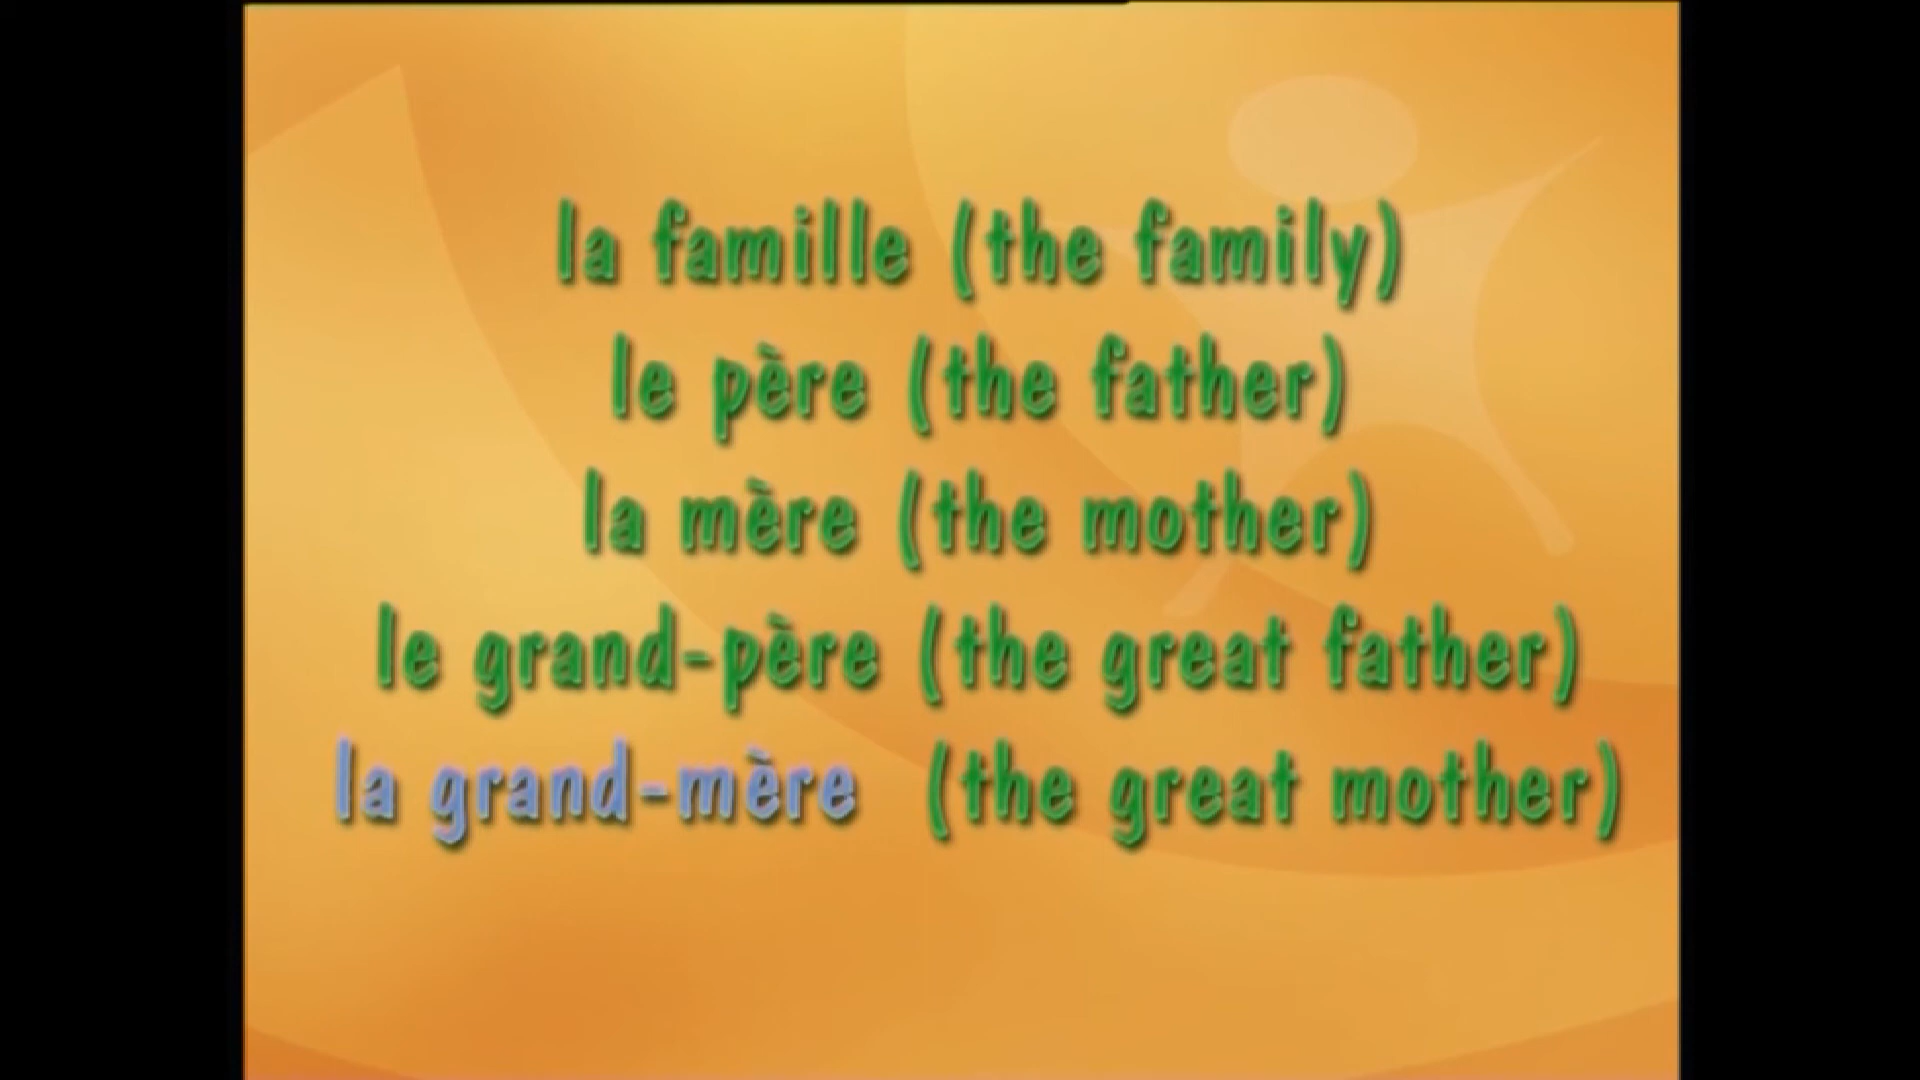 la famille (the family)
le père (the father)
la mère (the mother)
le grand-père (the great father)
la grand-mère (the great mother)